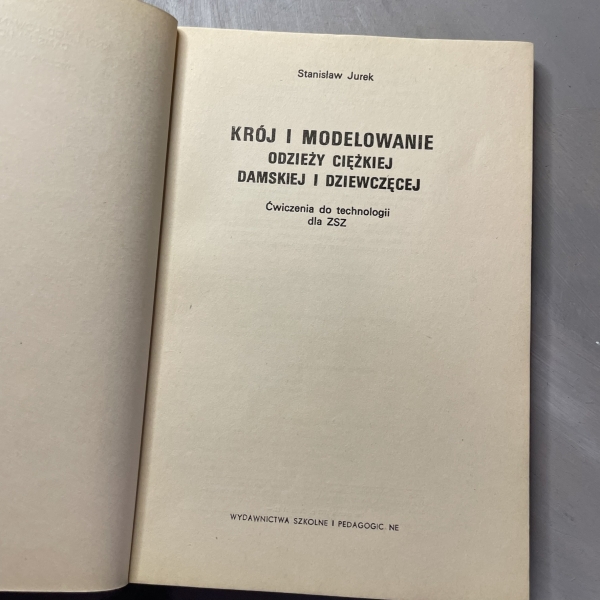 Stanisław Jurek
KRÓJ I MODELOWANIE
ODZIEŻY CIĘŻKIEJ
DAMSKIEJ I DZIEWCZĘCEJ
Ćwiczenia do technologii
dla ZSZ
WYDAWNICTWA SZKOLNE I PEDAGOGIC NE